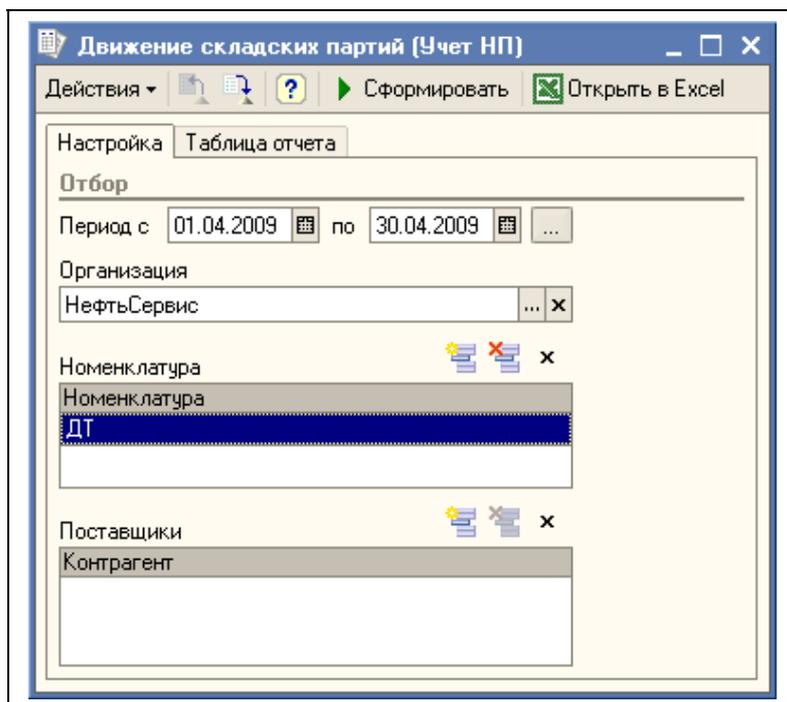 Движение складских партий (Учет НП)
Действия ? Сформировать Открыть в Excel
Настройка Таблица отчета
Отбор
Период с 01.04.2009 по 30.04.2009 ...
Организация
НефтьСервис ... x
Номенклатура x
Номенклатура
ДТ
Поставщики x
Контрагент